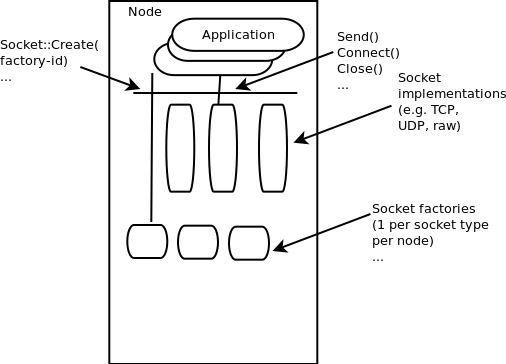 Node
Application
Socket::Create(
factory-id)
...
Send()
Connect()
Close()
...
Socket
implementations
(e.g. TCP,
UDP, raw)
Socket factories
(1 per socket type
per node)
...